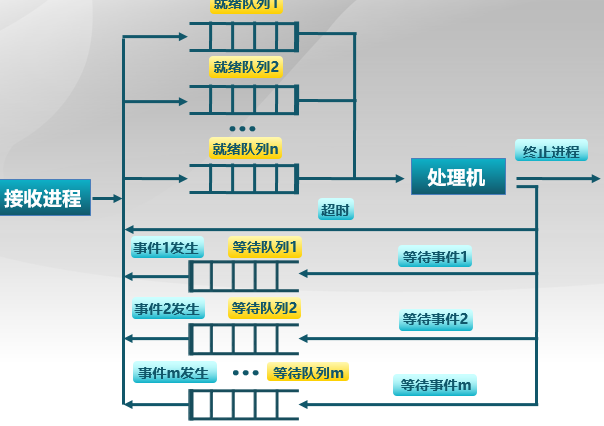 就绪队列1
就绪队列2
•••
就绪队列n
接收进程
处理机
终止进程
超时
事件1发生
等待队列1
等待事件1
事件2发生
等待队列2
等待事件2
事件m发生
•••
等待队列m
等待事件m